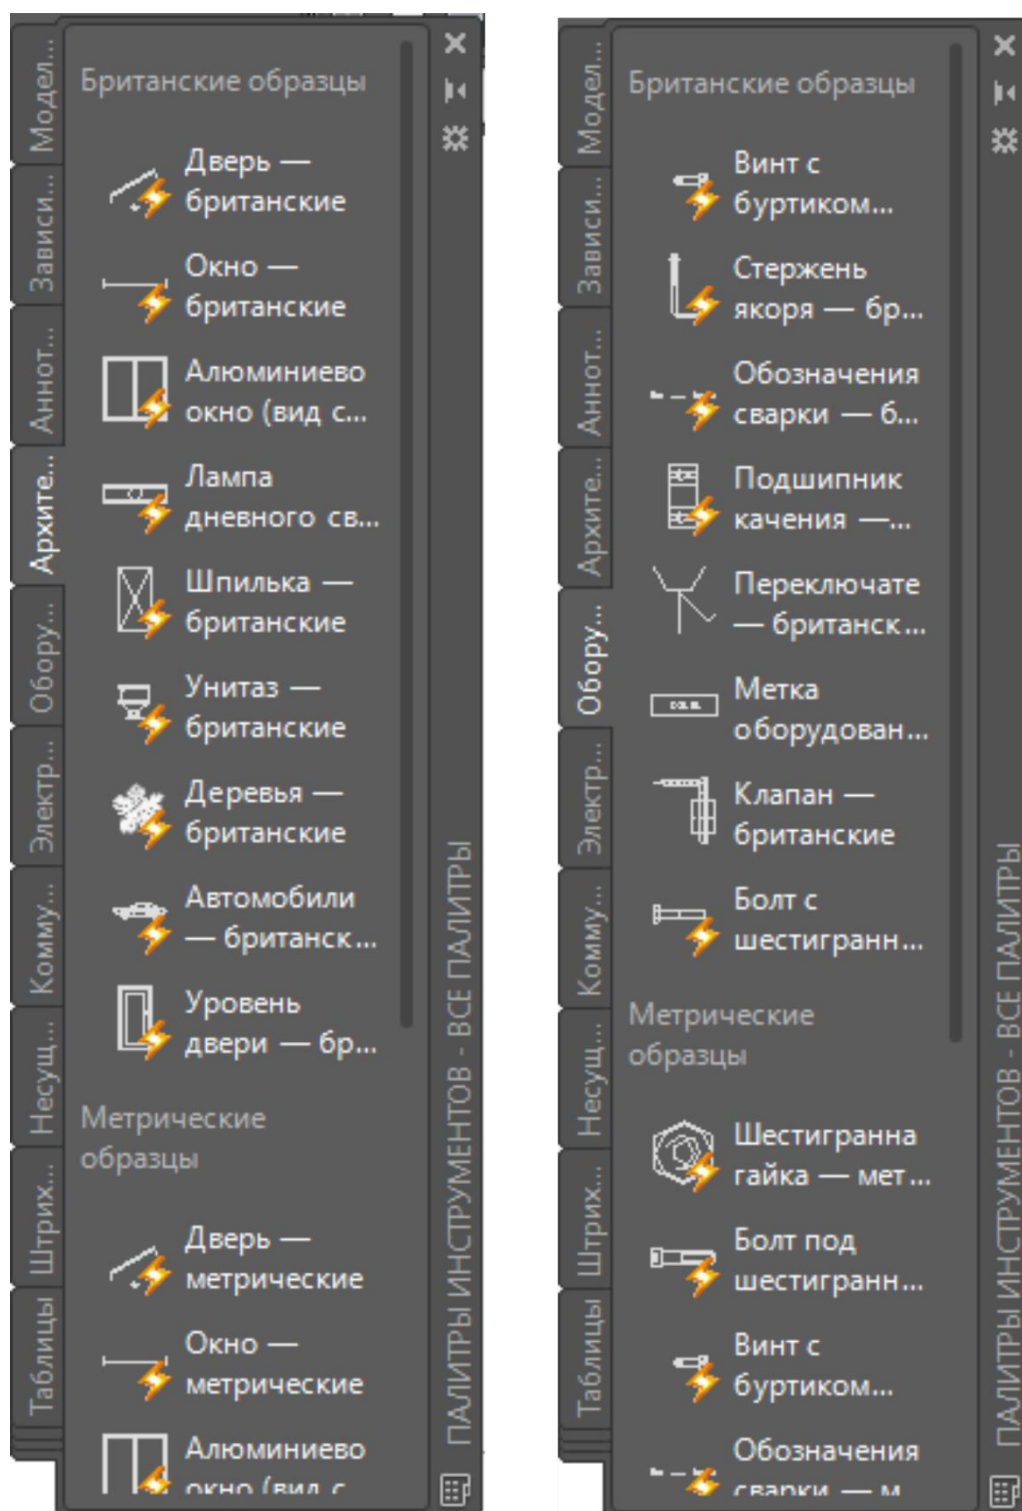 Модел...
Зависи...
Аннот...
Архите...
Обору...
Электр...
Комму...
Несущ...
Штрих...
Таблицы
Британские образцы
Дверь —
британские
Окно —
британские
Алюминиево
окно (вид с...
Лампа
дневного св...
Шпилька —
британские
Унитаз —
британские
Деревья —
британские
Автомобили
— британск...
Уровень
двери — бр...
Метрические
образцы
Дверь —
метрические
Окно —
метрические
Алюминиево
окно (вид с
ПАЛИТРЫ ИНСТРУМЕНТОВ - ВСЕ ПАЛИТРЫ
Модел...
Зависи...
Аннот...
Архите...
Обору...
Электр...
Комму...
Несущ...
Штрих...
Таблицы
Британские образцы
Винт с
буртиком...
Стержень
якоря — бр...
Обозначения
сварки — б...
Подшипник
качения —...
Переключате
— британск...
Метка
оборудован...
Клапан —
британские
Болт с
шестигранн...
Метрические
образцы
Шестигранна
гайка — мет...
Болт под
шестигранн...
Винт с
буртиком...
Обозначения
сварки — м
ПАЛИТРЫ ИНСТРУМЕНТОВ - ВСЕ ПАЛИТРЫ